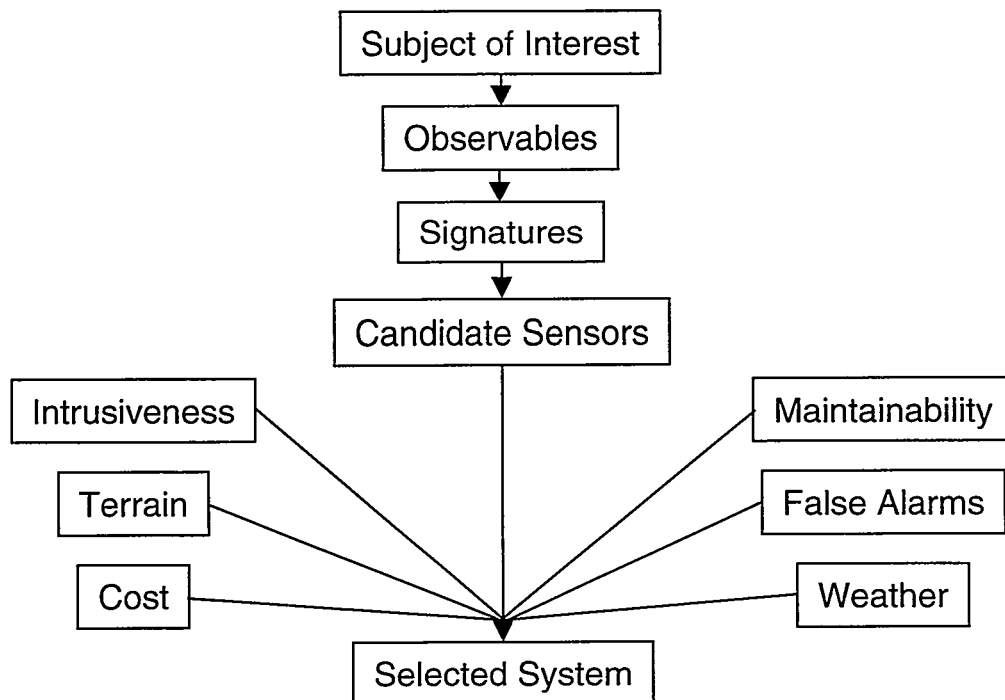 Subject of Interest
Observables
Signatures
Candidate Sensors
Intrusiveness
Maintainability
Terrain
False Alarms
Cost
Weather
Selected System